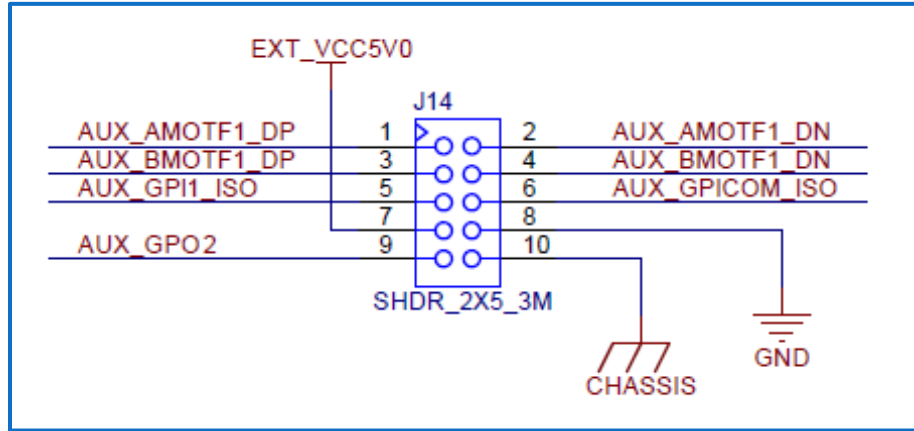 EXT_VCC5V0
J14
AUX_AMOTF1_DP 1 2 AUX_AMOTF1_DN
AUX_BMOTF1_DP 3 4 AUX_BMOTF1_DN
AUX_GPI1_ISO 5 6 AUX_GPICOM_ISO
7 8
AUX_GPO2 9 10
SHDR_2X5_3M
GND
CHASSIS